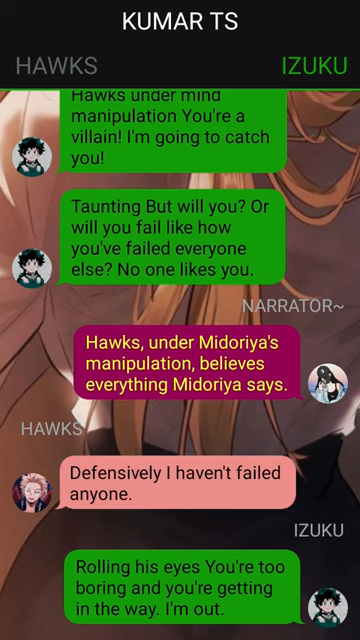 KUMAR TS
HAWKS
IZUKU
Hawks under mind
manipulation You're a
villain! I'm going to catch
you!
Taunting But will you? Or
will you fail like how
you've failed everyone
else? No one likes you.
NARRATOR~
Hawks, under Midoriya's
manipulation, believes
everything Midoriya says.
HAWKS
Defensively I haven't failed
anyone.
IZUKU
Rolling his eyes You're too
boring and you're getting
in the way. I'm out.